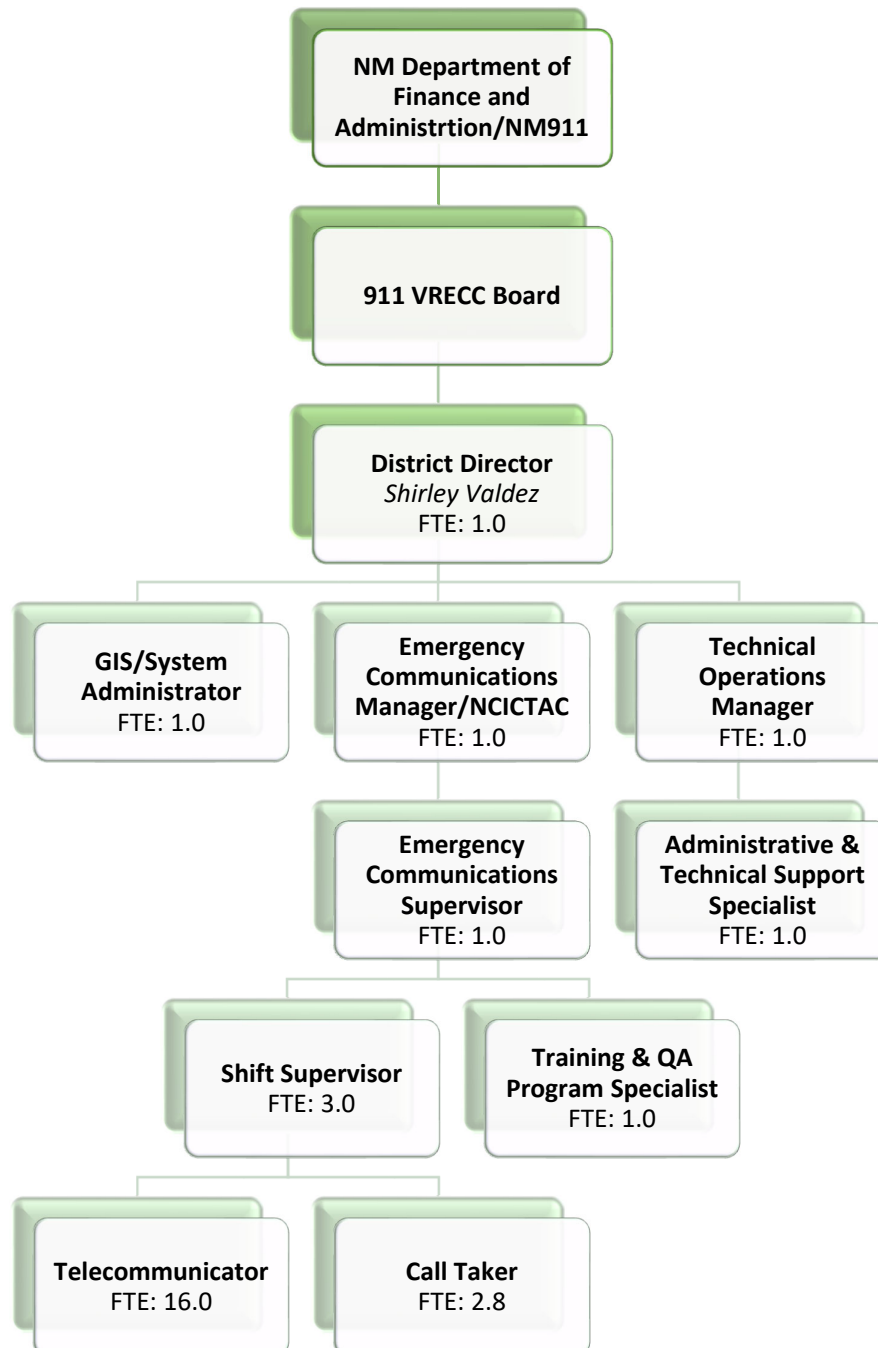 NM Department of
Finance and
Administrtion/NM911
911 VRECC Board
District Director
Shirley Valdez
FTE: 1.0
GIS/System
Administrator
FTE: 1.0
Emergency
Communications
Manager/NCICTAC
FTE: 1.0
Technical
Operations
Manager
FTE: 1.0
Emergency
Communications
Supervisor
FTE: 1.0
Administrative &
Technical Support
Specialist
FTE: 1.0
Shift Supervisor
FTE: 3.0
Training & QA
Program Specialist
FTE: 1.0
Telecommunicator
FTE: 16.0
Call Taker
FTE: 2.8